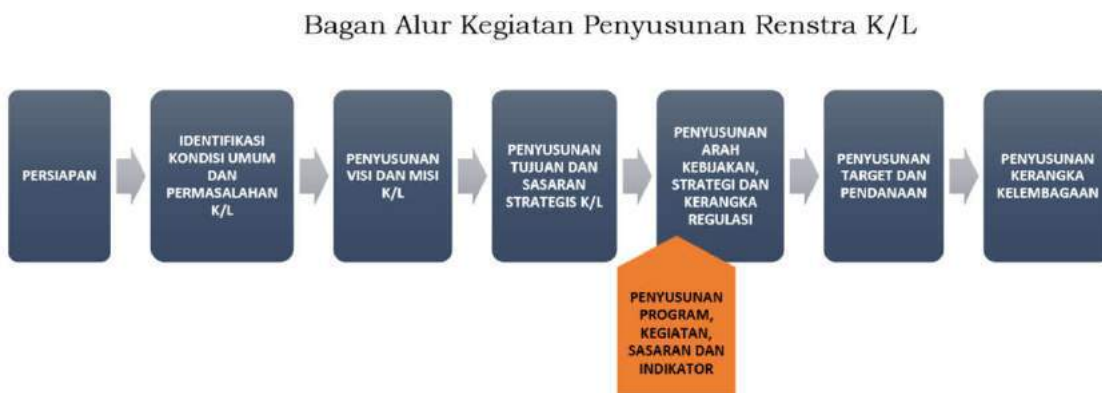 Bagan Alur Kegiatan Penyusunan Renstra K/L
PERSIAPAN
IDENTIFIKASI
KONDISI UMUM
DAN
PERMASALAHAN
K/L
PENYUSUNAN
VISI DAN MISI
K/L
PENYUSUNAN
TUJUAN DAN
SASARAN
STRATEGIS K/L
PENYUSUNAN
ARAH
KEBIJAKAN,
STRATEGI DAN
KERANGKA
REGULASI
PENYUSUNAN
TARGET DAN
PENDANAAN
PENYUSUNAN
KERANGKA
KELEMBAGAAN
PENYUSUNAN
PROGRAM,
KEGIATAN,
SASARAN DAN
INDIKATOR